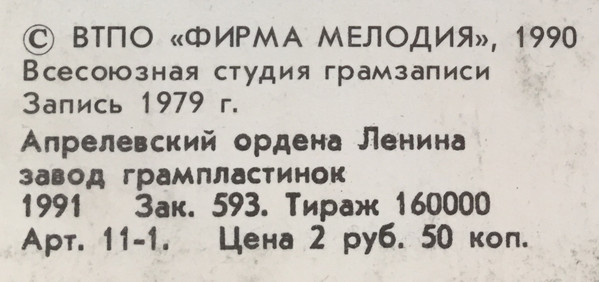 © ВТПО «ФИРМА МЕЛОДИЯ», 1990
Всесоюзная студия грамзаписи
Запись 1979 г.
Апрелевский ордена Ленина
завод грампластинок
1991 Зак. 593. Тираж 160000
Арт. 11-1. Цена 2 руб. 50 коп.